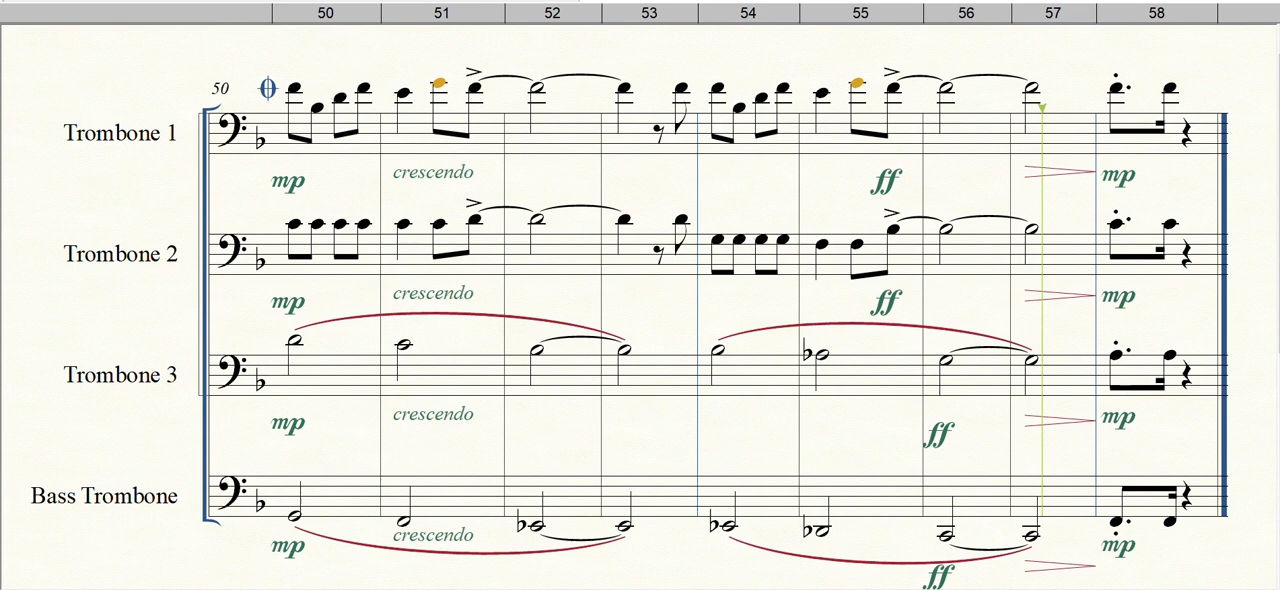 50 51 52 53 54 55 56 57 58
50
Trombone 1
mp crescendo ff mp
Trombone 2
mp crescendo ff mp
Trombone 3
mp crescendo ff mp
Bass Trombone
mp crescendo ff mp